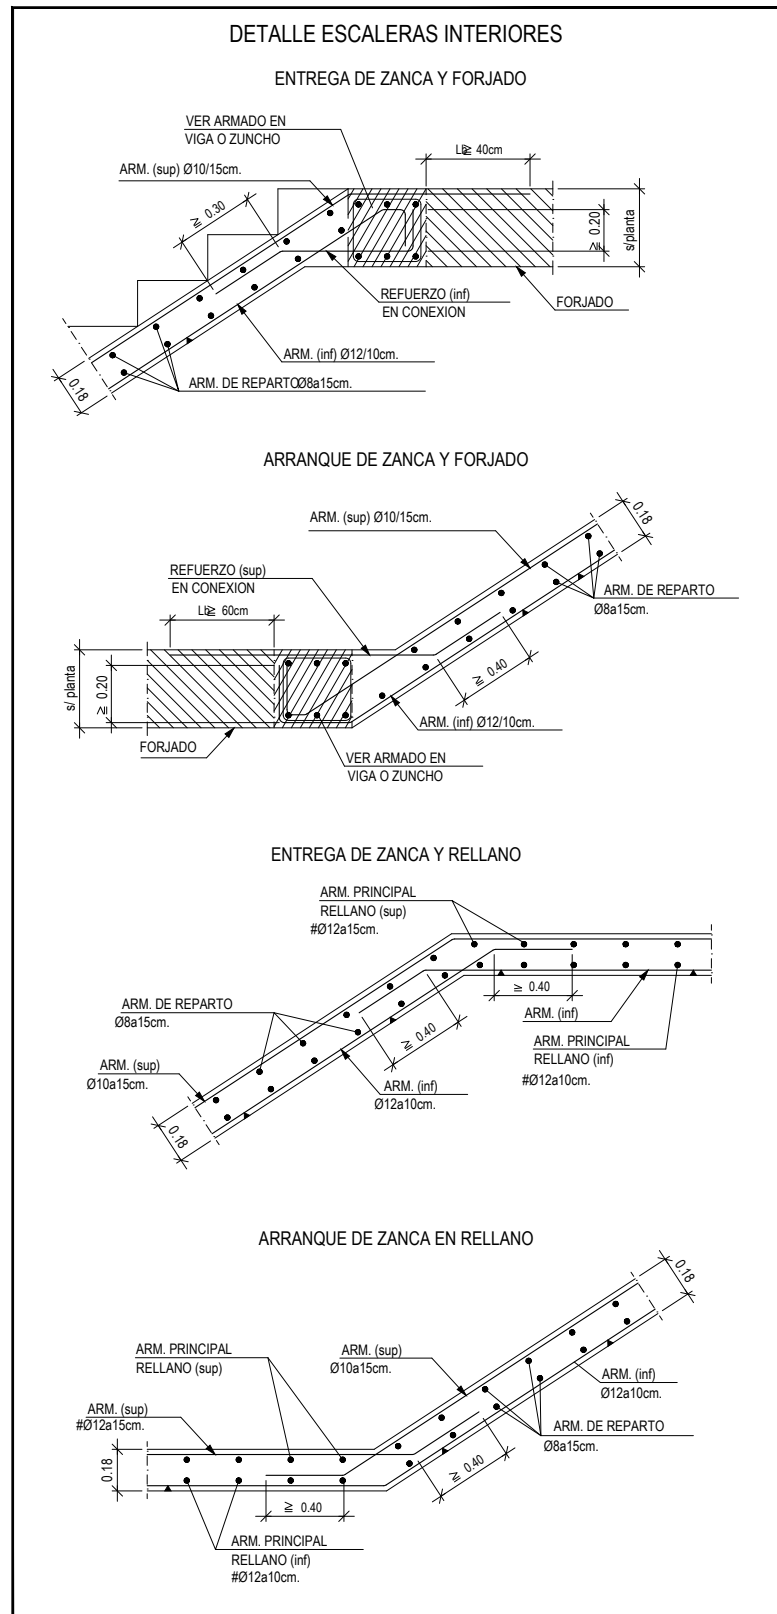 DETALLE ESCALERAS INTERIORES
ENTREGA DE ZANCA Y FORJADO
VER ARMADO EN
VIGA O ZUNCHO
Lb≧ 40cm
ARM. (sup) Ø10/15cm.
≧ 0.30
≧ 0.20
s/planta
REFUERZO (inf)
EN CONEXION
FORJADO
ARM. (inf) Ø12/10cm.
ARM. DE REPARTOØ8a15cm.
0.18
ARRANQUE DE ZANCA Y FORJADO
ARM. (sup) Ø10/15cm.
0.18
REFUERZO (sup)
EN CONEXION
ARM. DE REPARTO
Ø8a15cm.
Lb≧ 60cm
s/ planta
≧ 0.20
≧ 0.40
ARM. (inf) Ø12/10cm.
FORJADO
VER ARMADO EN
VIGA O ZUNCHO
ENTREGA DE ZANCA Y RELLANO
ARM. PRINCIPAL
RELLANO (sup)
#Ø12a15cm.
≧ 0.40
ARM. DE REPARTO
Ø8a15cm.
≧ 0.40
ARM. (inf)
ARM. PRINCIPAL
RELLANO (inf)
#Ø12a10cm.
ARM. (sup)
Ø10a15cm.
ARM. (inf)
Ø12a10cm.
0.18
ARRANQUE DE ZANCA EN RELLANO
0.18
ARM. PRINCIPAL
RELLANO (sup)
ARM. (sup)
Ø10a15cm.
ARM. (inf)
Ø12a10cm.
ARM. (sup)
#Ø12a15cm.
ARM. DE REPARTO
Ø8a15cm.
0.18
≧ 0.40
≧ 0.40
ARM. PRINCIPAL
RELLANO (inf)
#Ø12a10cm.